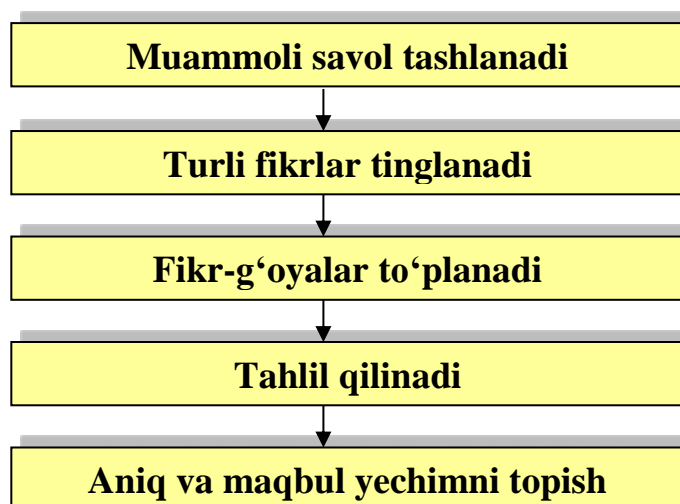 Muammoli savol tashlanadi
Turli fikrlar tinglanadi
Fikr-g‘oyalar to‘planadi
Tahlil qilinadi
Aniq va maqbul yechimni topish